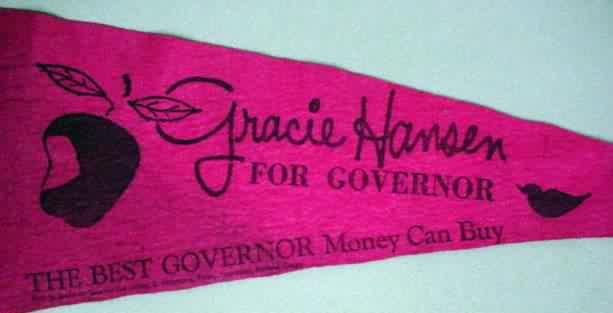 Gracie Hansen
FOR GOVERNOR
THE BEST GOVERNOR Money Can Buy